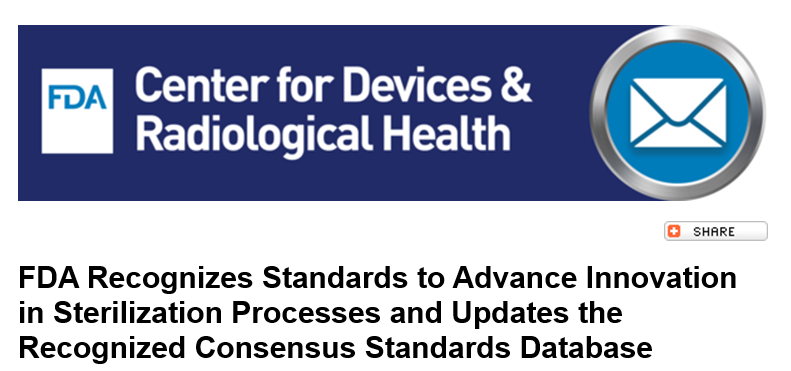 FDA
Center for Devices &
Radiological Health
SHARE
FDA Recognizes Standards to Advance Innovation
in Sterilization Processes and Updates the
Recognized Consensus Standards Database